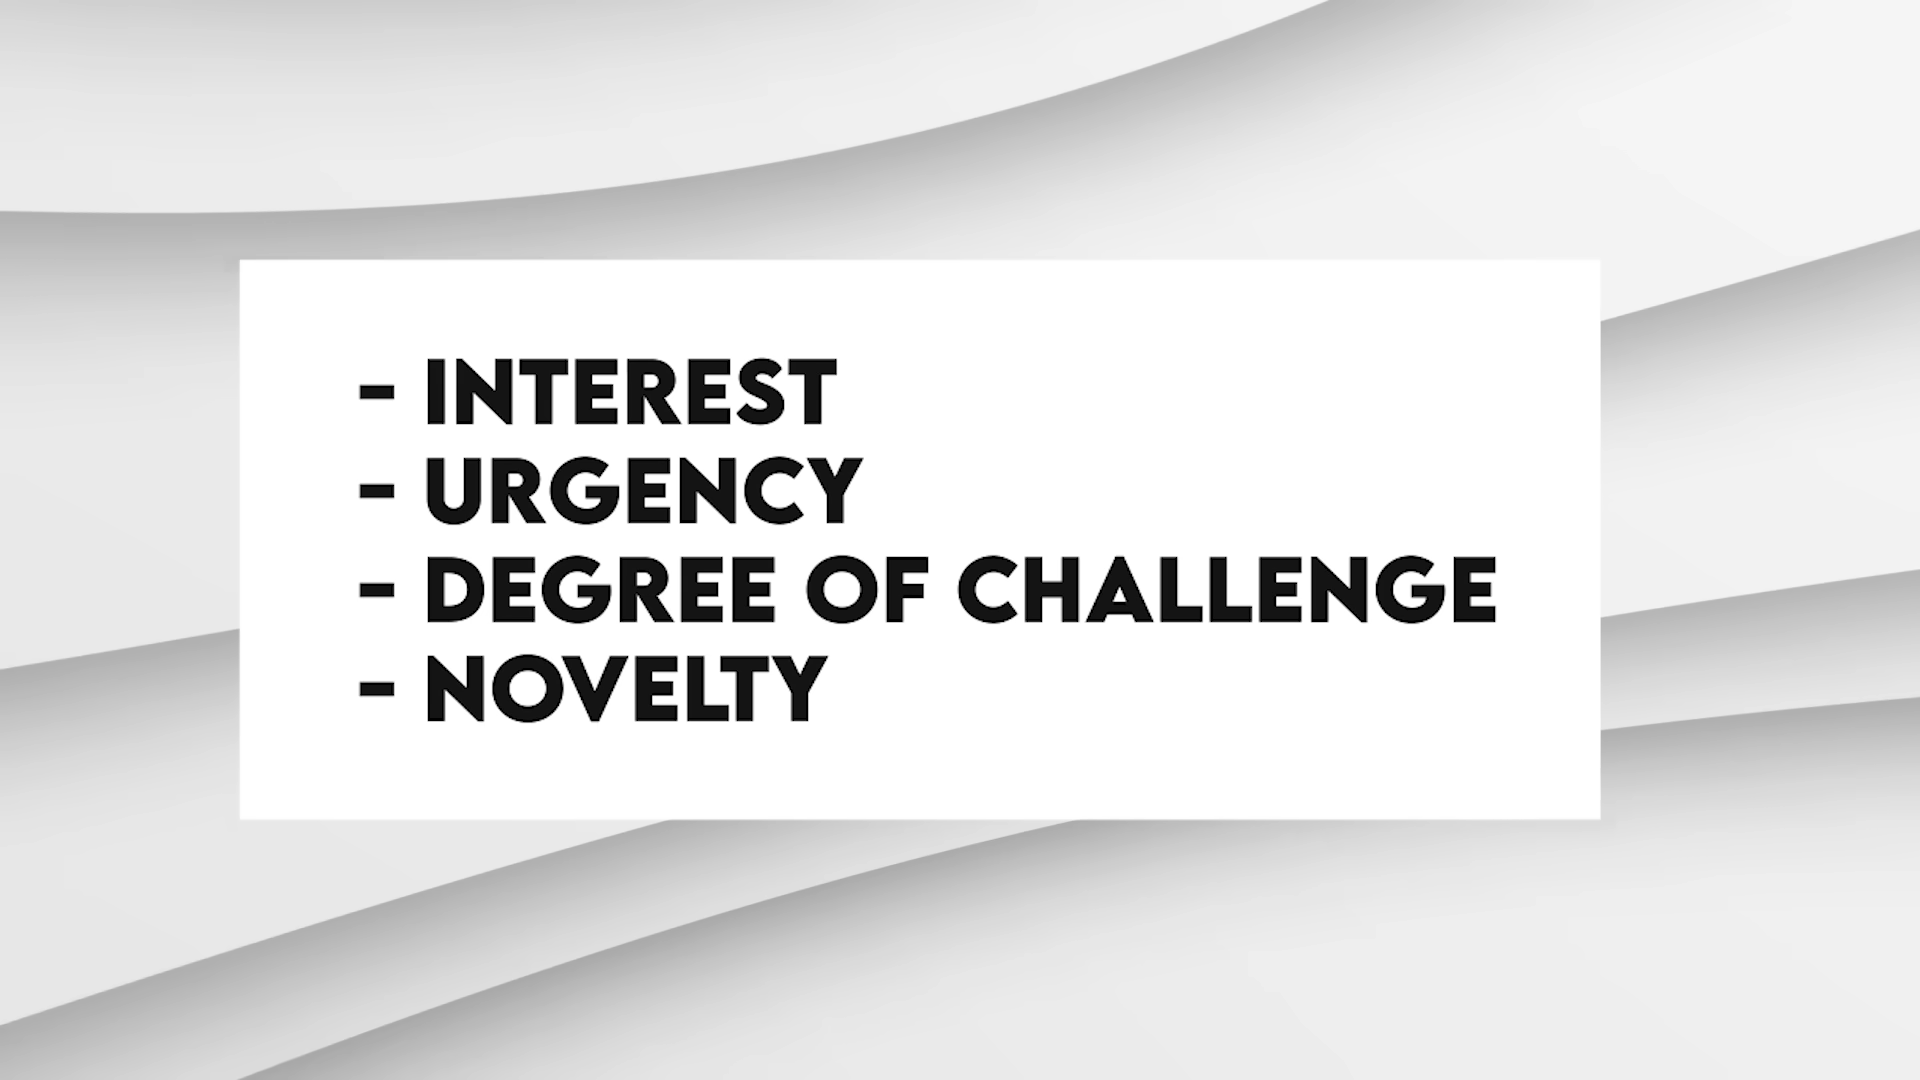 - INTEREST
- URGENCY
- DEGREE OF CHALLENGE
- NOVELTY